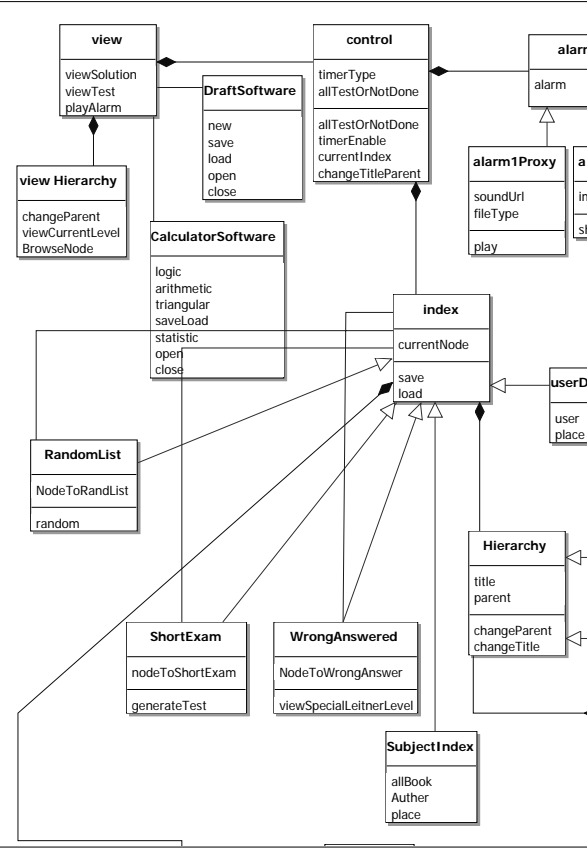 view
viewSolution
viewTest
playAlarm
control
timerType
allTestOrNotDone
allTestOrNotDone
timerEnable
currentIndex
changeTitleParent
alarm
DraftSoftware
new
save
load
open
close
view Hierarchy
changeParent
viewCurrentLevel
BrowseNode
alarm1Proxy
soundUrl
fileType
play
CalculatorSoftware
logic
arithmetic
triangular
saveLoad
statistic
open
close
index
currentNode
save
load
user
place
RandomList
NodeToRandList
random
Hierarchy
title
parent
changeParent
changeTitle
ShortExam
nodeToShortExam
generateTest
WrongAnswered
NodeToWrongAnswer
viewSpecialLeitnerLevel
SubjectIndex
allBook
Auther
place